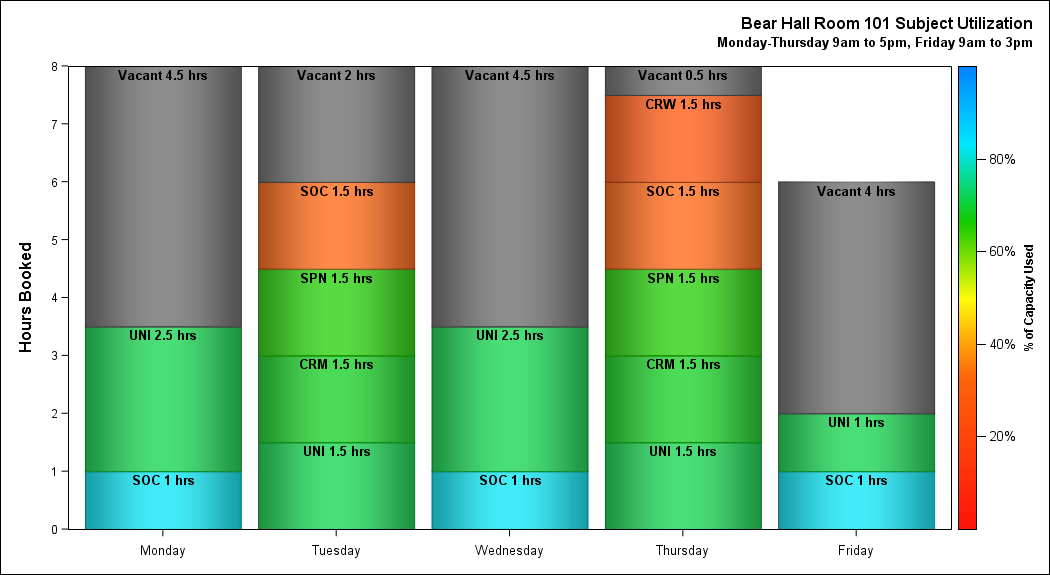 Bear Hall Room 101 Subject Utilization
Monday-Thursday 9am to 5pm, Friday 9am to 3pm
Hours Booked
8
7
6
5
4
3
2
1
0
Vacant 4.5 hrs
UNI 2.5 hrs
SOC 1 hrs
Vacant 2 hrs
SOC 1.5 hrs
SPN 1.5 hrs
CRM 1.5 hrs
UNI 1.5 hrs
Vacant 4.5 hrs
UNI 2.5 hrs
SOC 1 hrs
Vacant 0.5 hrs
CRW 1.5 hrs
SOC 1.5 hrs
SPN 1.5 hrs
CRM 1.5 hrs
UNI 1.5 hrs
Vacant 4 hrs
UNI 1 hrs
SOC 1 hrs
Monday
Tuesday
Wednesday
Thursday
Friday
80%
60%
40%
20%
% of Capacity Used